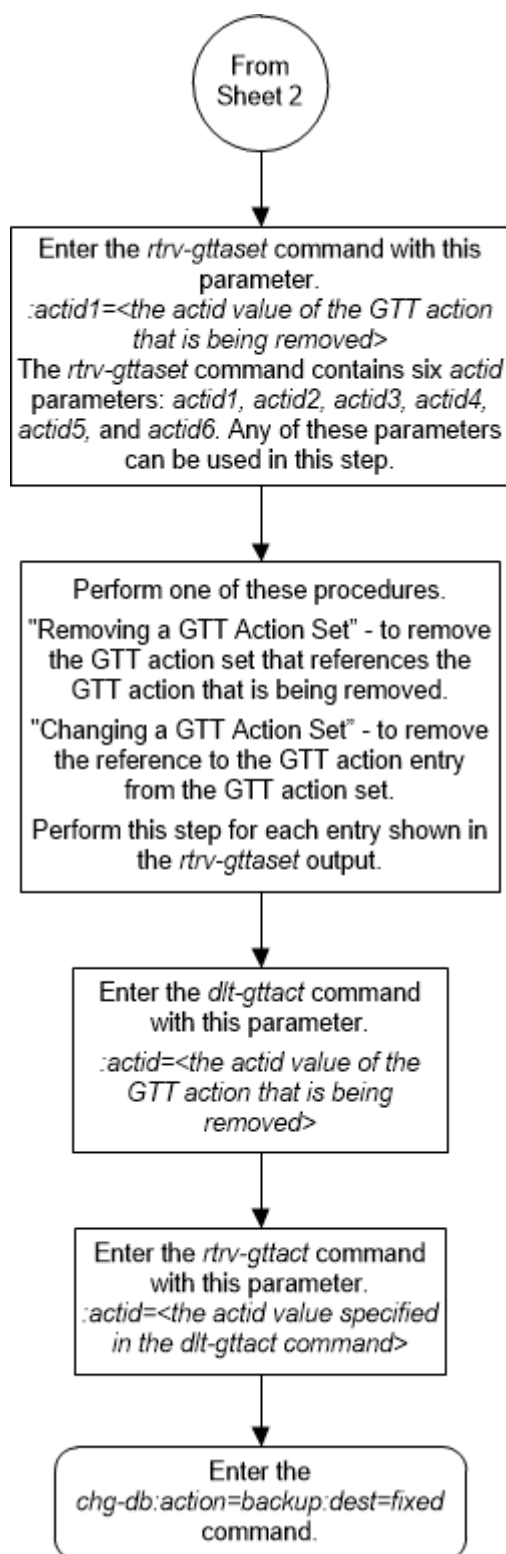 From
Sheet 2
Enter the rtrv-gttaset command with this
parameter.
:actid1=<the actid value of the GTT action
that is being removed>
The rtrv-gttaset command contains six actid
parameters: actid1, actid2, actid3, actid4,
actid5, and actid6. Any of these parameters
can be used in this step.
Perform one of these procedures.
"Removing a GTT Action Set" - to remove
the GTT action set that references the
GTT action that is being removed.
"Changing a GTT Action Set" - to remove
the reference to the GTT action entry
from the GTT action set.
Perform this step for each entry shown in
the rtrv-gttaset output.
Enter the dlt-gttact command
with this parameter.
:actid=<the actid value of the
GTT action that is being
removed>
Enter the rtrv-gttact command
with this parameter.
:actid=<the actid value specified
in the dlt-gttact command>
Enter the
chg-db:action=backup:dest=fixed
command.